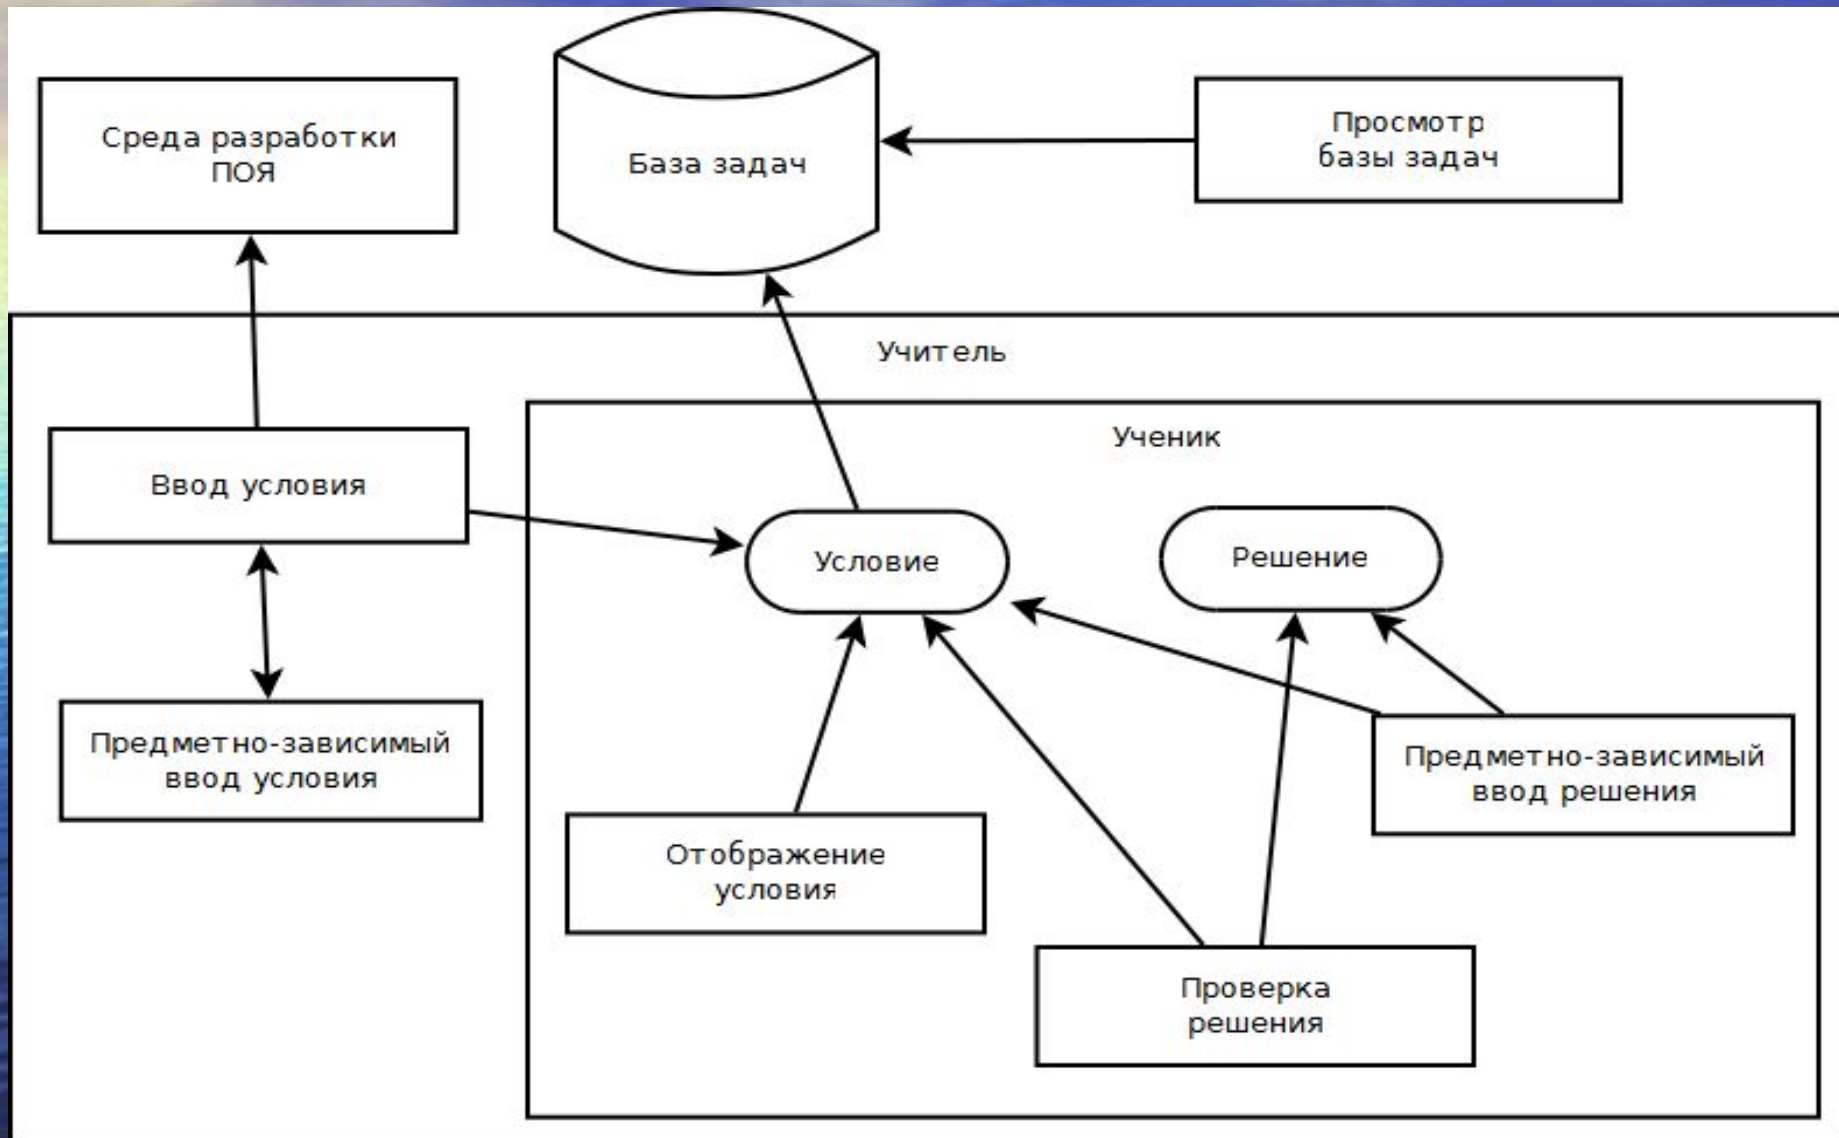 Среда разработки
ПОЯ
База задач
Просмотр
базы задач
Учитель
Ученик
Ввод условия
Условие
Решение
Предметно-зависимый
ввод условия
Предметно-зависимый
ввод решения
Отображение
условия
Проверка
решения